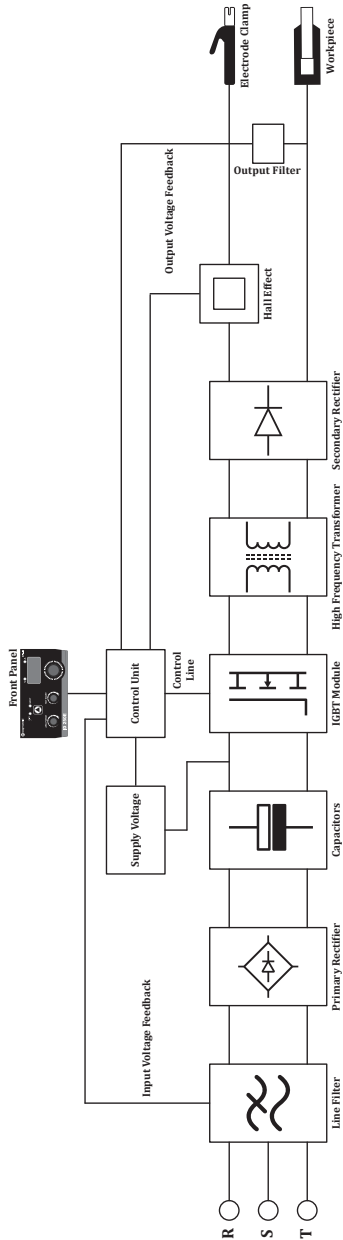 Front Panel
Electrode Clamp
Workpiece
Output Voltage Feedback
Output Filter
Hall Effect
Secondary Rectifier
High Frequency Transformer
Control Unit
Control
Line
IGBT Module
Supply Voltage
Capacitors
Primary Rectifier
Input Voltage Feedback
Line Filter
R
S
T